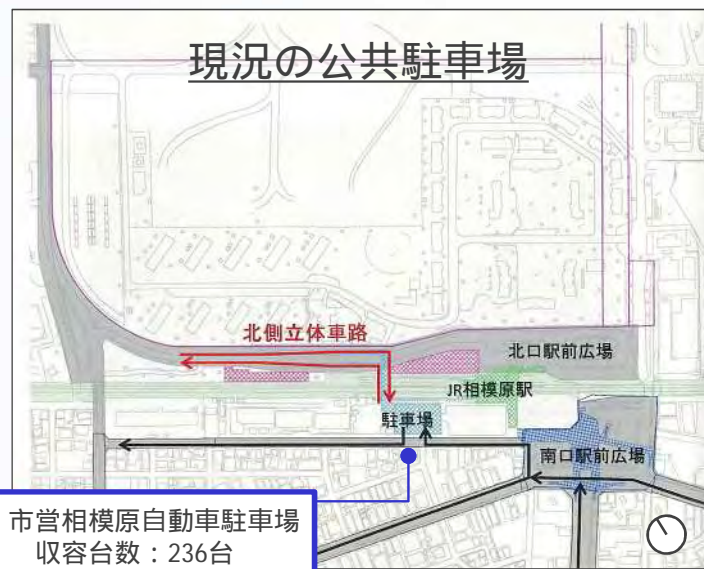 現況の公共駐車場
北側立体車路
北口駅前広場
JR相模原駅
駐車場
南口駅前広場
市営相模原自動車駐車場
収容台数：236台